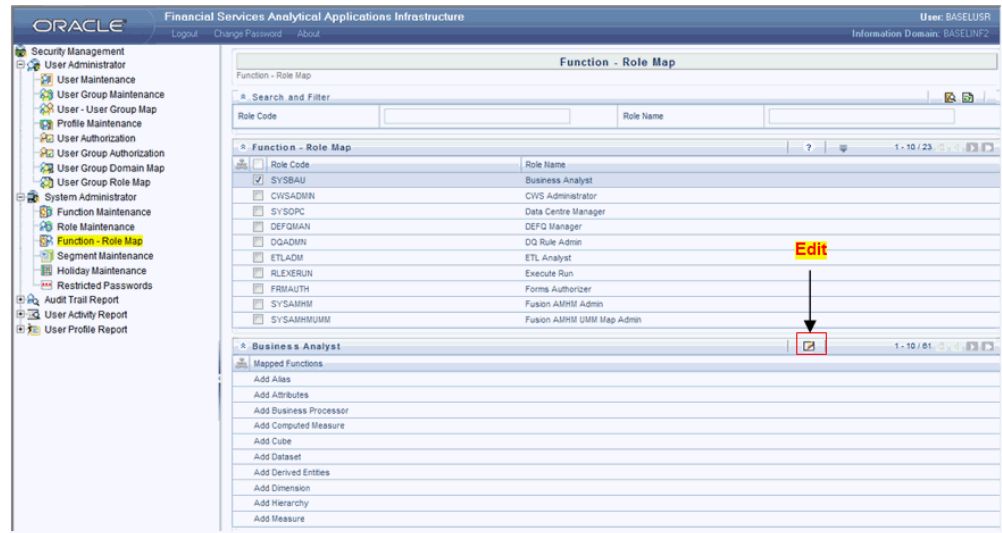 ORACLE
Financial Services Analytical Applications Infrastructure
User: BASELUSR
Logout Change Password About
Information Domain: BASELINF2
Security Management
User Administrator
User Maintenance
User Group Maintenance
User - User Group Map
Profile Maintenance
User Authorization
User Group Authorization
User Group Domain Map
User Group Role Map
System Administrator
Function Maintenance
Role Maintenance
Function - Role Map
Segment Maintenance
Holiday Maintenance
Restricted Passwords
Audit Trail Report
User Activity Report
User Profile Report
Function - Role Map
Function - Role Map
Search and Filter
Role Code Role Name
Function - Role Map ? 1 - 10 / 23
Role Code Role Name
SYSBAU Business Analyst
CWSADMIN CWS Administrator
SYSOPC Data Centre Manager
DEFQMAN DEFQ Manager
DQADMN DQ Rule Admin
ETLADM ETL Analyst
RLEXERUN Execute Run
FRMAUTH Forms Authorizer
SYSAMHM Fusion AMHM Admin
SYSAMHMUMM Fusion AMHM UMM Map Admin
Edit
Business Analyst 1 - 10 / 61
Mapped Functions
Add Alias
Add Attributes
Add Business Processor
Add Computed Measure
Add Cube
Add Dataset
Add Derived Entities
Add Dimension
Add Hierarchy
Add Measure